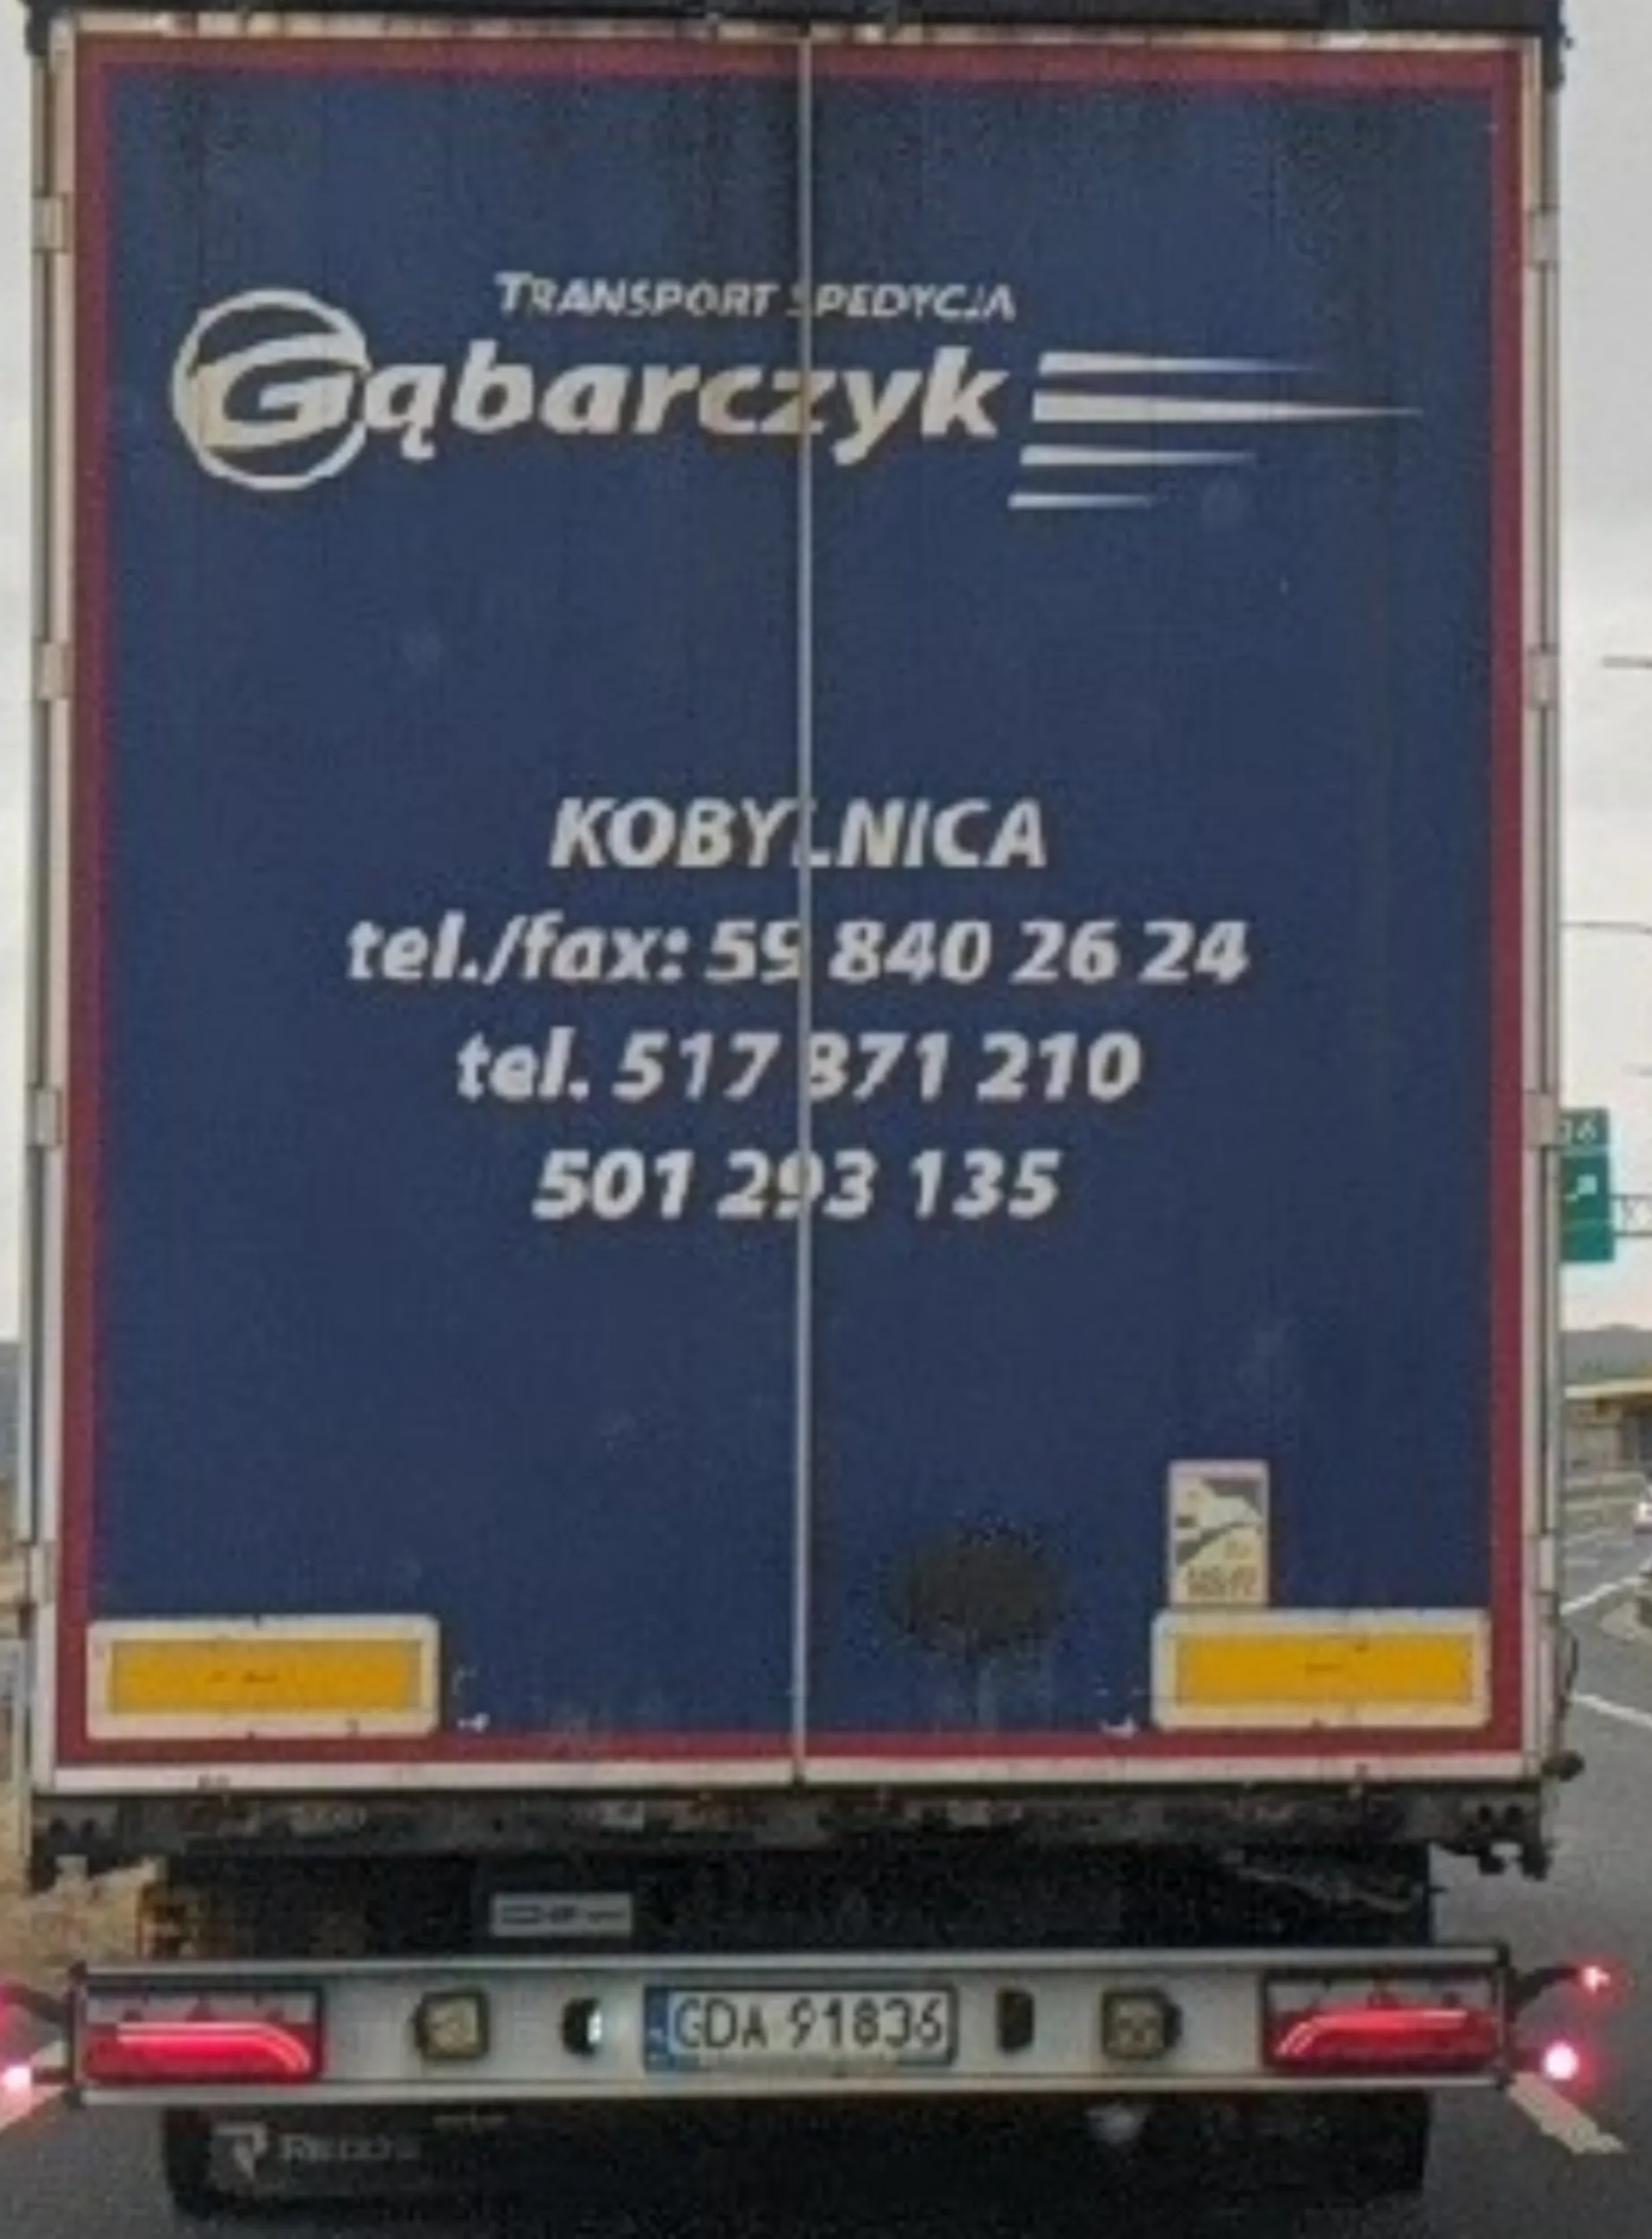 TRANSPORT SPEDYCJA
Gąbarczyk
KOBYLNICA
tel./fax: 59 840 26 24
tel. 517 871 210
501 293 135
GDA 91836